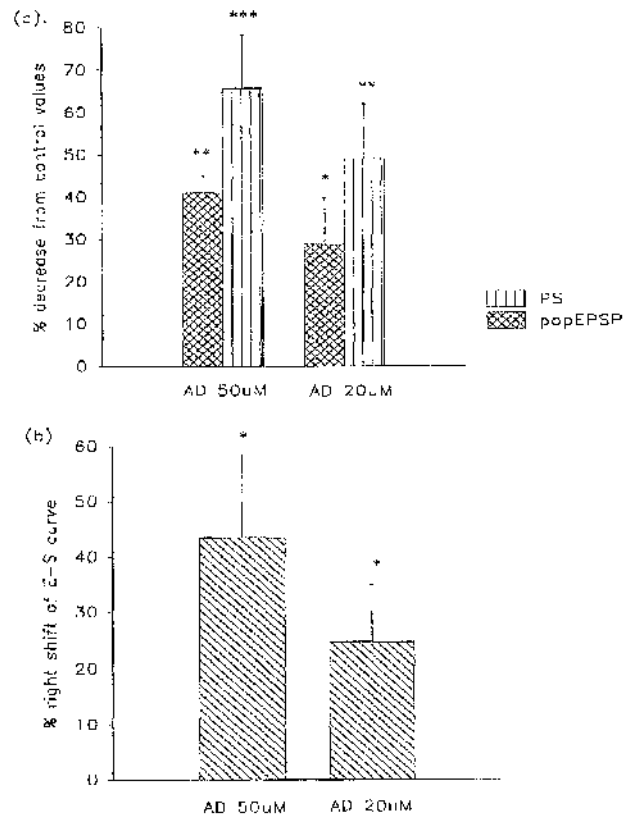 (a).
***
80
70
60
50
40
30
20
10
0
% decrease from control values
**
*
**
AD 50uM
AD 20uM
PS
popEPSP
(b)
60
50
40
30
20
10
0
% right shift of E-S curve
*
*
AD 50uM
AD 20uM